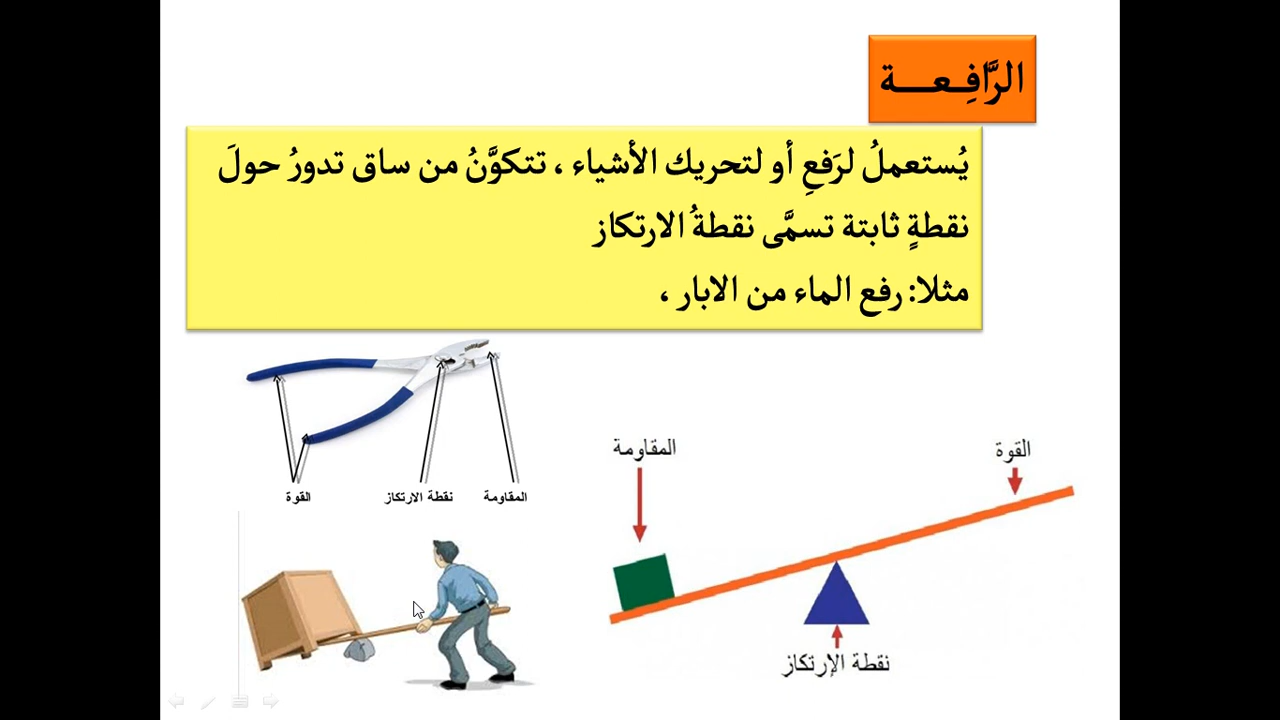 الرَّافِـعـــة
يُستعملُ لرَفعِ أو لتحريك الأشياء ، تتكوَّنُ من ساق تدورُ حولَ
نقطةٍ ثابتة تسمَّى نقطةُ الارتكاز
مثلا: رفع الماء من الابار ،
القوة
نقطة الارتكاز
المقاومة
القوة
المقاومة
نقطة الإرتكاز